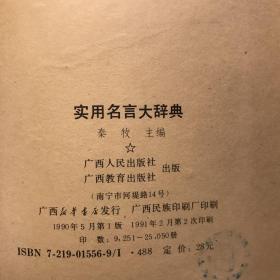 实用名言大辞典
秦牧 主编
☆
广西人民出版社
广西教育出版社 出版
(南宁市河堤路14号)
广西新华书店发行 广西民族印刷厂印刷
1990年5月第1版 1991年2月第2次印刷
印数:9,251-25,050册
ISBN 7-219-01556-9/I·488 定价:28元